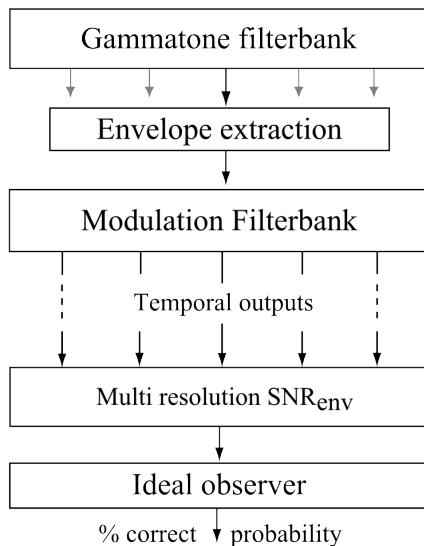 Gammatone filterbank
Envelope extraction
Modulation Filterbank
Temporal outputs
Multi resolution SNRenv
Ideal observer
% correct probability